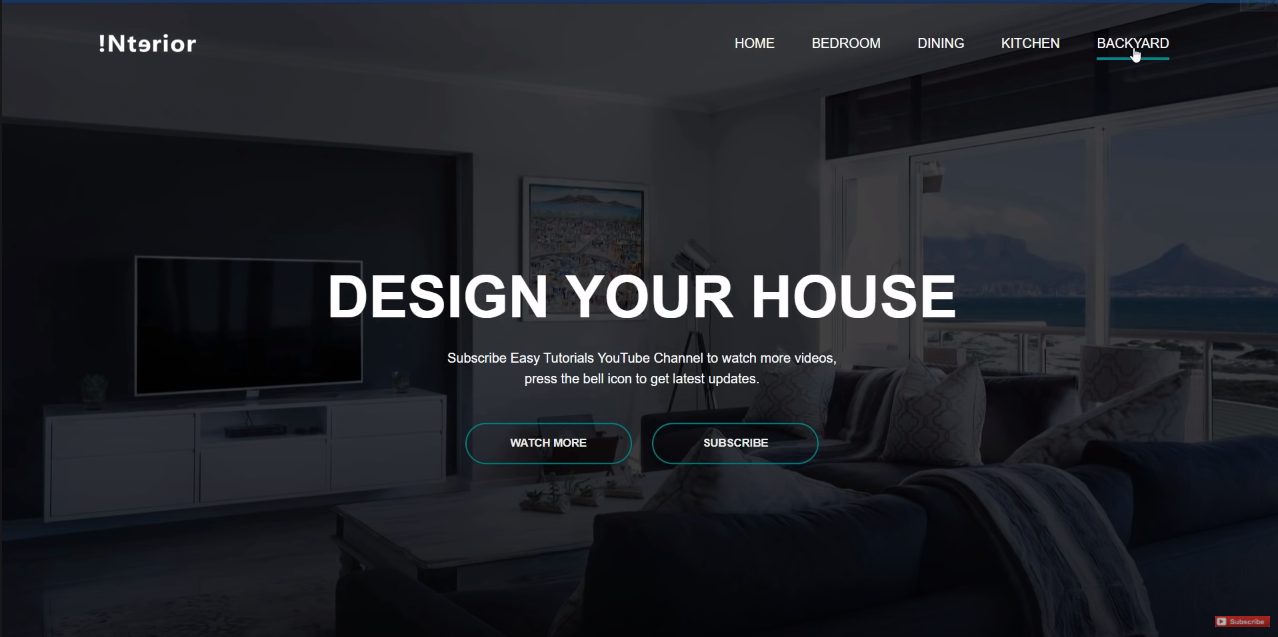 !Ntɘrior
HOME BEDROOM DINING KITCHEN BACKYARD
DESIGN YOUR HOUSE
Subscribe Easy Tutorials YouTube Channel to watch more videos,
press the bell icon to get latest updates.
WATCH MORE SUBSCRIBE
Subscribe